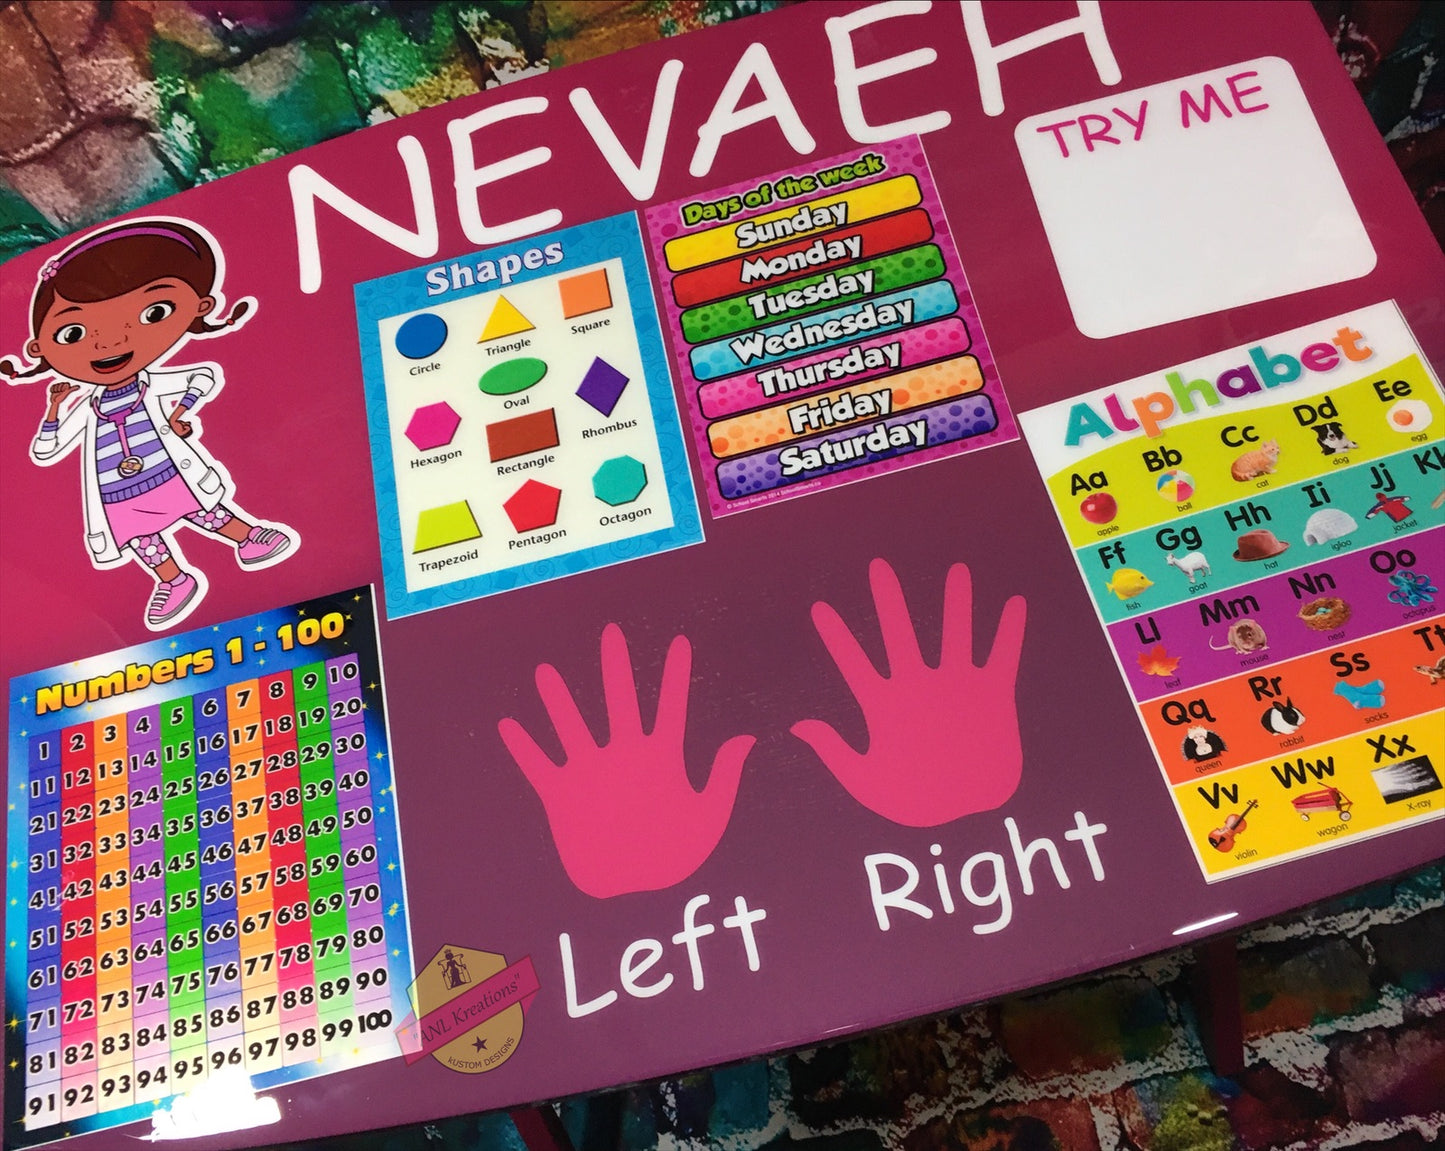 NEVAEH
TRY ME
Shapes
Circle
Triangle
Square
Hexagon
Oval
Rhombus
Rectangle
Trapezoid
Pentagon
Octagon
Days of the week
Sunday
Monday
Tuesday
Wednesday
Thursday
Friday
Saturday
Alphabet
Aa Bb Cc Dd Ee
apple ball cat dog egg
Ff Gg Hh Ii Jj
fish goat hat igloo jacket
Ll Mm Nn Oo
leaf mouse nest octopus
Qq Rr Ss
queen rabbit socks
Vv Ww Xx
violin wagon X-ray
Numbers 1 - 100
1 2 3 4 5 6 7 8 9 10
11 12 13 14 15 16 17 18 19 20
21 22 23 24 25 26 27 28 29 30
31 32 33 34 35 36 37 38 39 40
41 42 43 44 45 46 47 48 49 50
51 52 53 54 55 56 57 58 59 60
61 62 63 64 65 66 67 68 69 70
71 72 73 74 75 76 77 78 79 80
81 82 83 84 85 86 87 88 89 90
91 92 93 94 95 96 97 98 99 100
Left
Right
"ANL Kreations"
KUSTOM DESIGNS